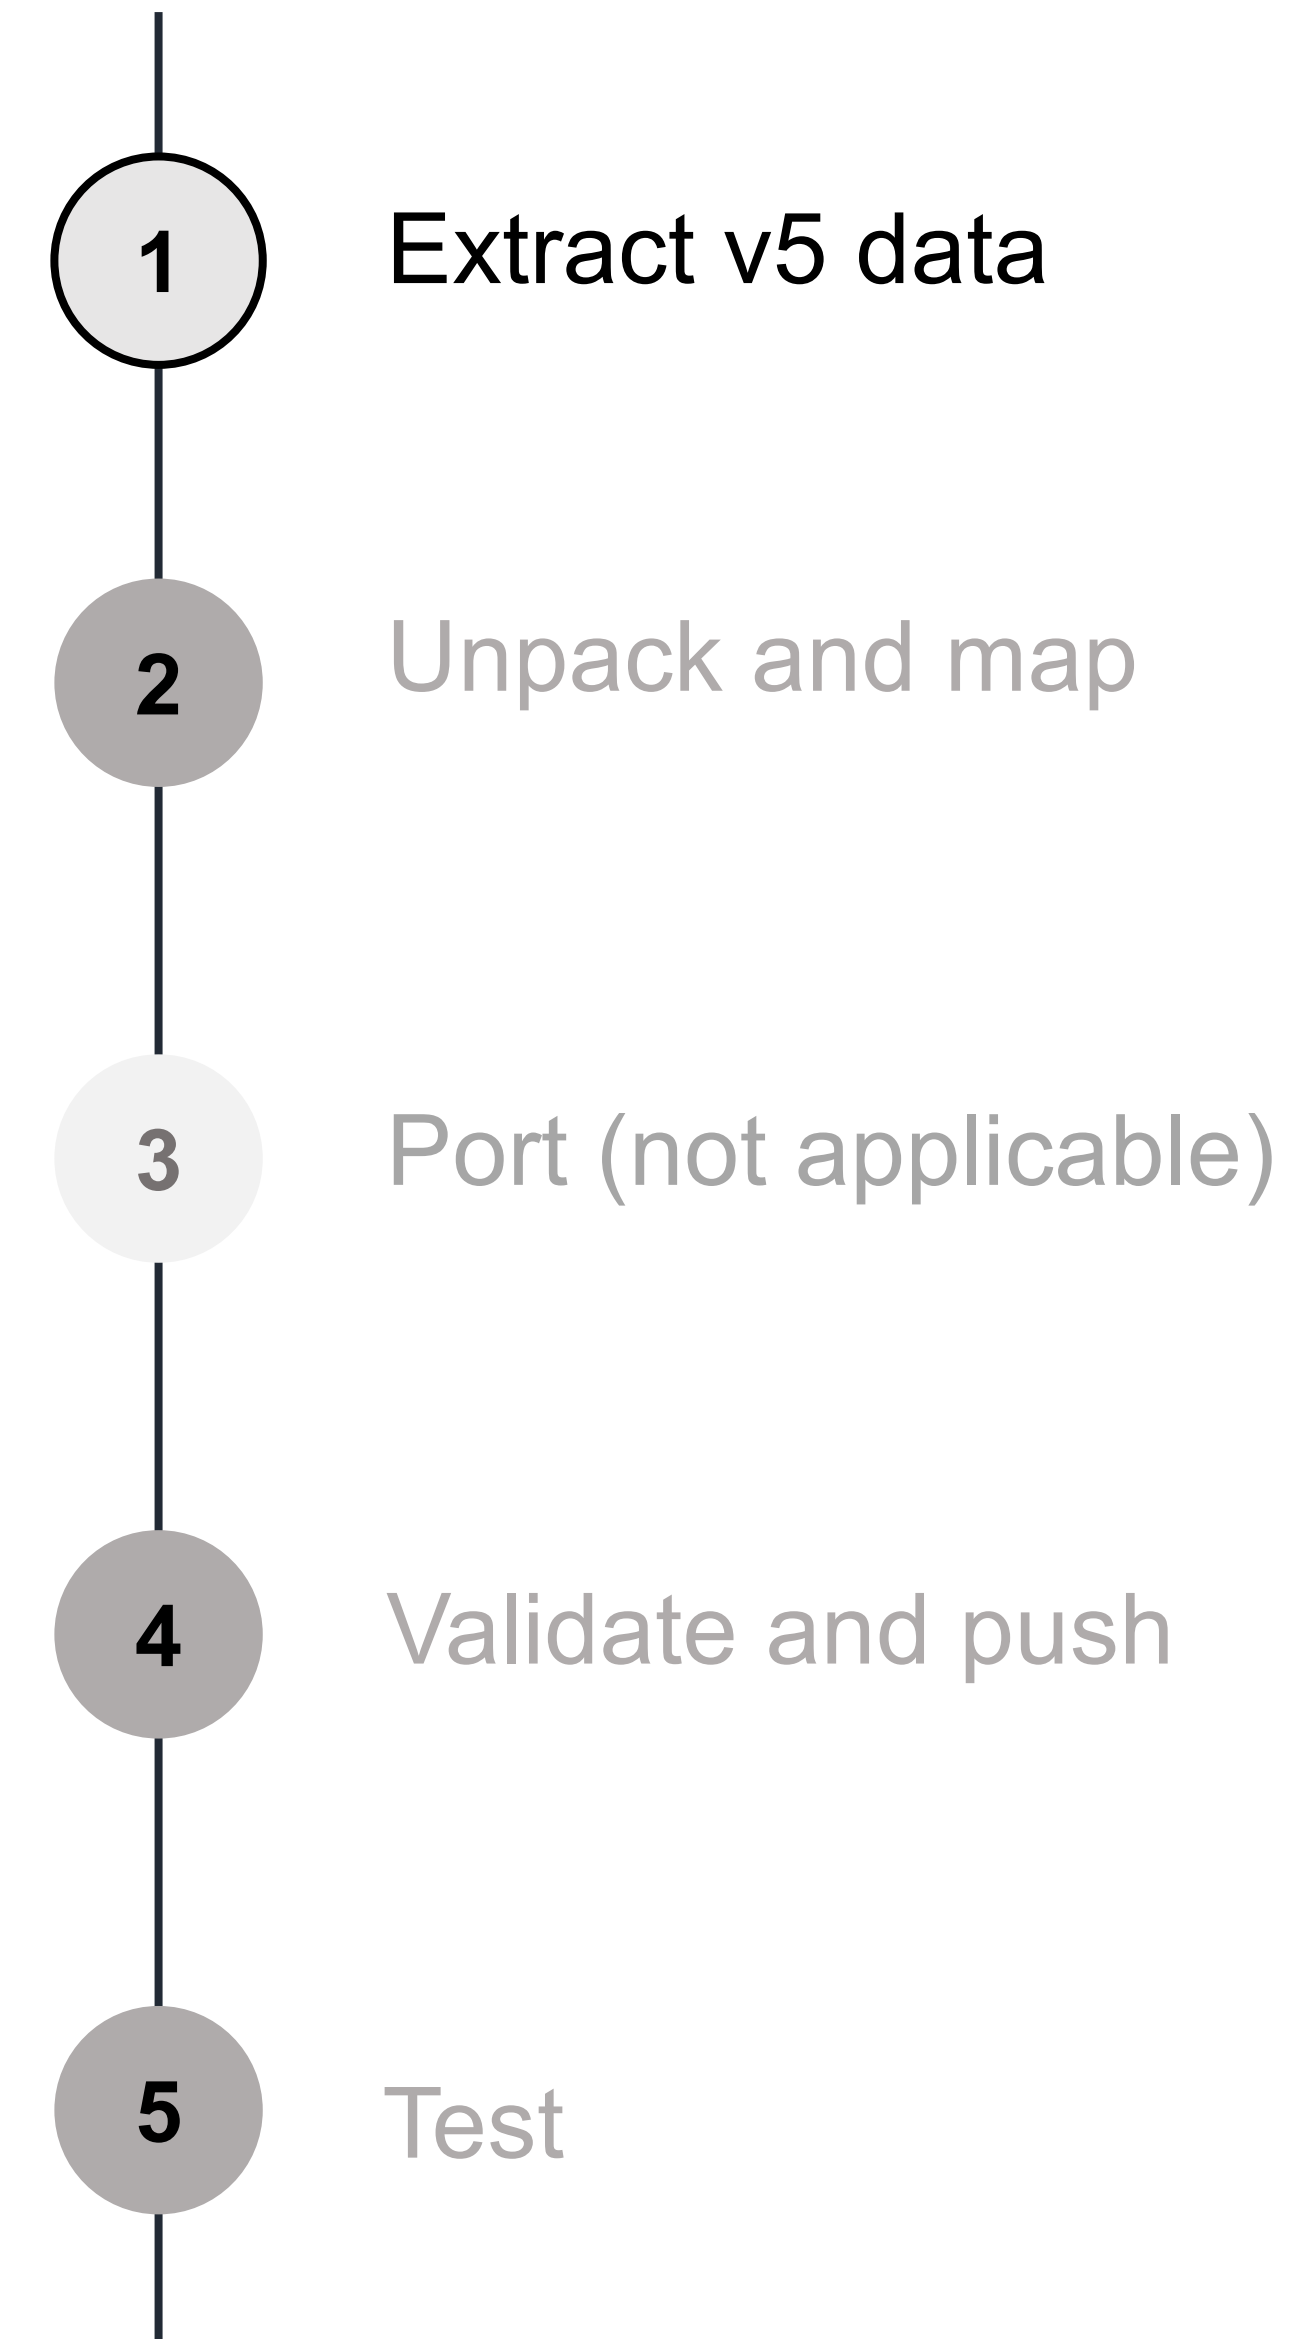 1 Extract v5 data
2 Unpack and map
3 Port (not applicable)
4 Validate and push
5 Test